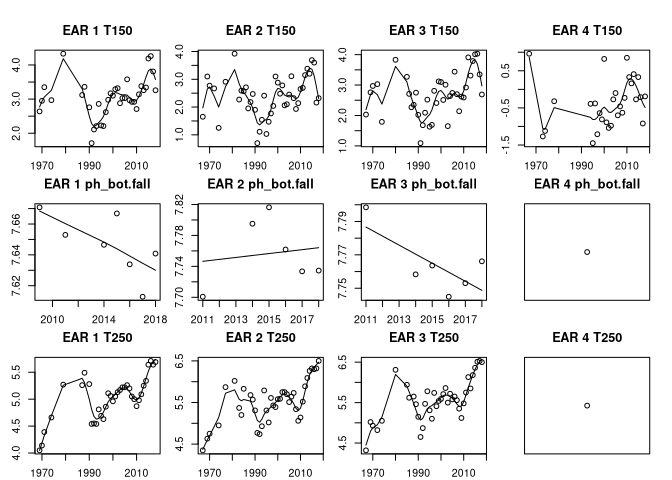 EAR 1 T150 EAR 2 T150 EAR 3 T150 EAR 4 T150
2.0 3.0 4.0 1.0 2.0 3.0 4.0 1.0 2.0 3.0 4.0 -1.5 -0.5 0.5
1970 1990 2010 1970 1990 2010 1970 1990 2010 1970 1990 2010
EAR 1 ph_bot.fall EAR 2 ph_bot.fall EAR 3 ph_bot.fall EAR 4 ph_bot.fall
7.62 7.64 7.66 7.70 7.74 7.78 7.82 7.75 7.77 7.79
2010 2014 2018 2011 2013 2015 2017 2011 2013 2015 2017
EAR 1 T250 EAR 2 T250 EAR 3 T250 EAR 4 T250
4.0 4.5 5.0 5.5 4.5 5.5 6.5 4.5 5.5 6.5
1970 1990 2010 1970 1990 2010 1970 1990 2010